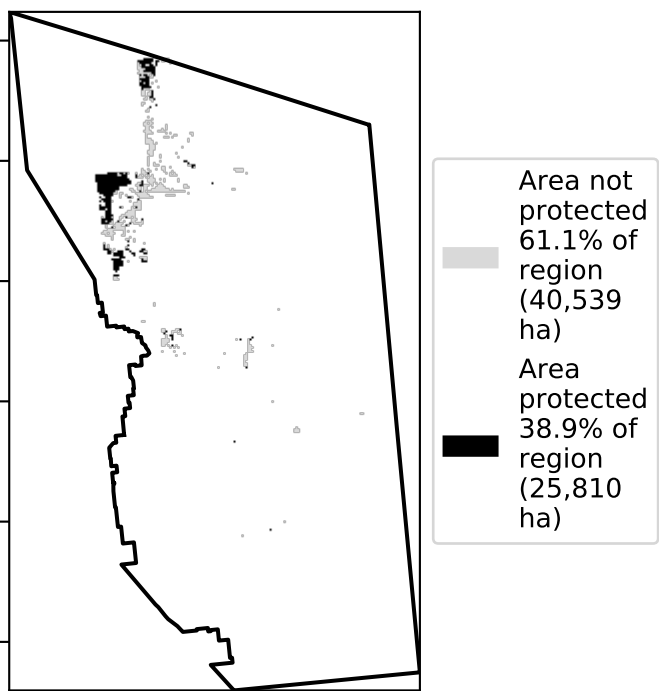 Area not
protected
61.1% of
region
(40,539
ha)
Area
protected
38.9% of
region
(25,810
ha)